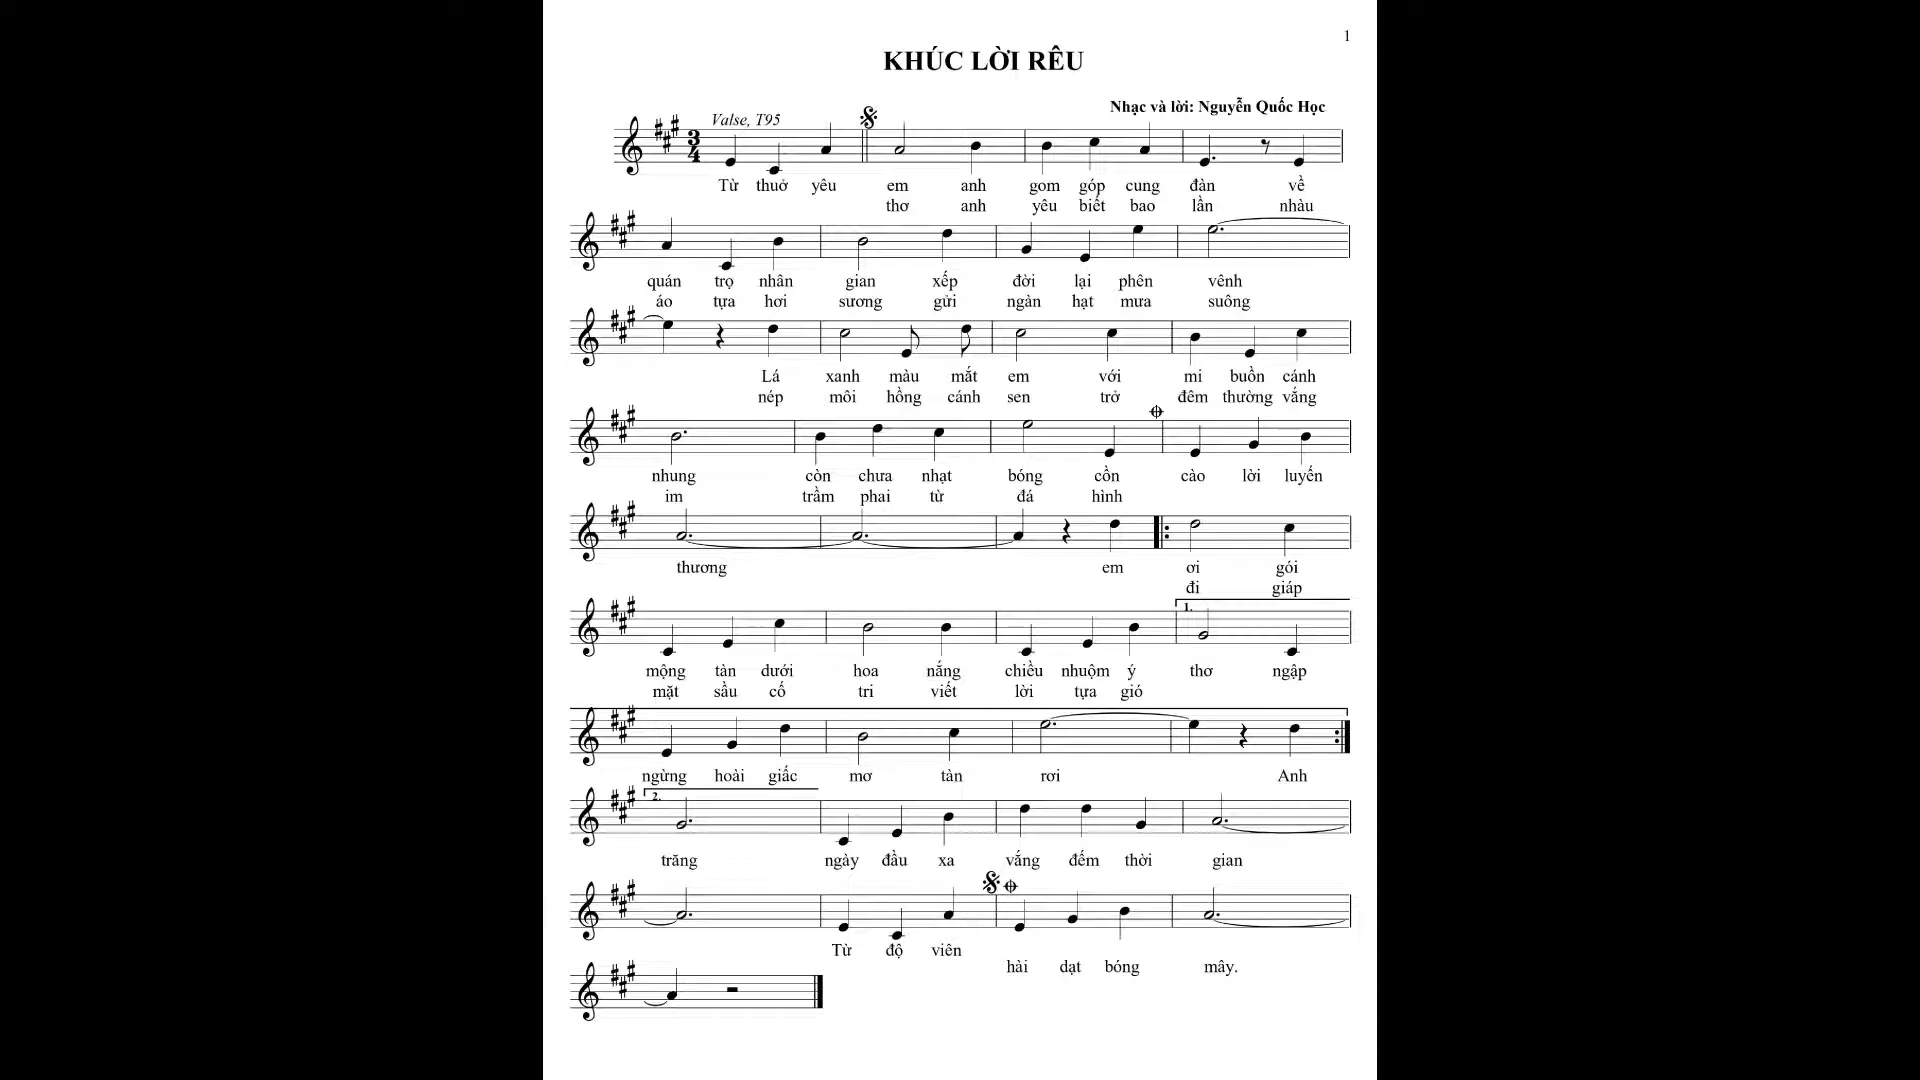 1
KHÚC LỜI RÊU
Nhạc và lời: Nguyễn Quốc Học
Valse, T95
3
4
Từ thuở yêu em anh gom góp cung đàn về
thơ anh yêu biết bao lần nhàu
quán trọ nhân gian xếp đời lại phên vênh
áo tựa hơi sương gửi ngàn hạt mưa suông
Lá xanh màu mắt em với mi buồn cánh
nép môi hồng cánh sen trở đêm thường vắng
nhung còn chưa nhạt bóng cồn cào lời luyến
im trầm phai từ đá hình
thương em ơi gói
đi giáp
1.
mộng tàn dưới hoa nắng chiều nhuộm ý thơ ngập
mặt sầu cố tri viết lời tựa gió
ngừng hoài giấc mơ tàn rơi Anh
2.
trăng ngày đầu xa vắng đếm thời gian
Từ độ viên
hài dạt bóng mây.